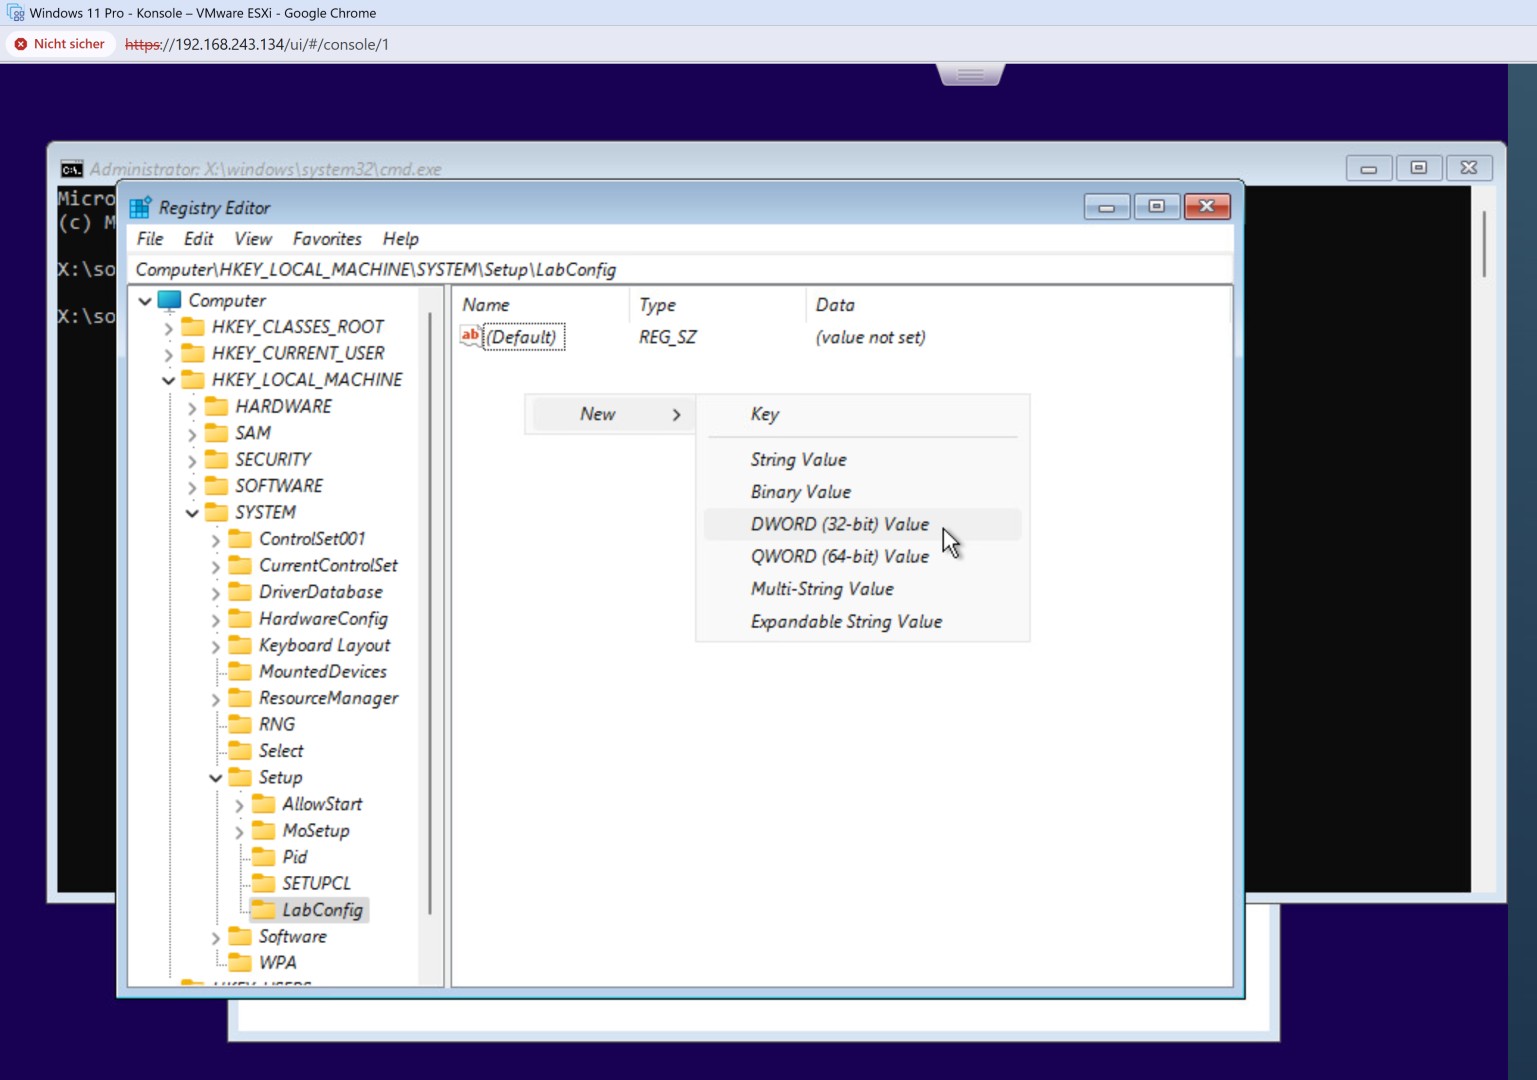 Windows 11 Pro - Konsole – VMware ESXi - Google Chrome
Nicht sicher https://192.168.243.134/ui/#/console/1
Administrator: X:\windows\system32\cmd.exe
Micro
(c) M
X:\so
X:\so
Registry Editor
File Edit View Favorites Help
Computer\HKEY_LOCAL_MACHINE\SYSTEM\Setup\LabConfig
Computer
HKEY_CLASSES_ROOT
HKEY_CURRENT_USER
HKEY_LOCAL_MACHINE
HARDWARE
SAM
SECURITY
SOFTWARE
SYSTEM
ControlSet001
CurrentControlSet
DriverDatabase
HardwareConfig
Keyboard Layout
MountedDevices
ResourceManager
RNG
Select
Setup
AllowStart
MoSetup
Pid
SETUPCL
LabConfig
Software
WPA
Name Type Data
ab (Default) REG_SZ (value not set)
New
Key
String Value
Binary Value
DWORD (32-bit) Value
QWORD (64-bit) Value
Multi-String Value
Expandable String Value